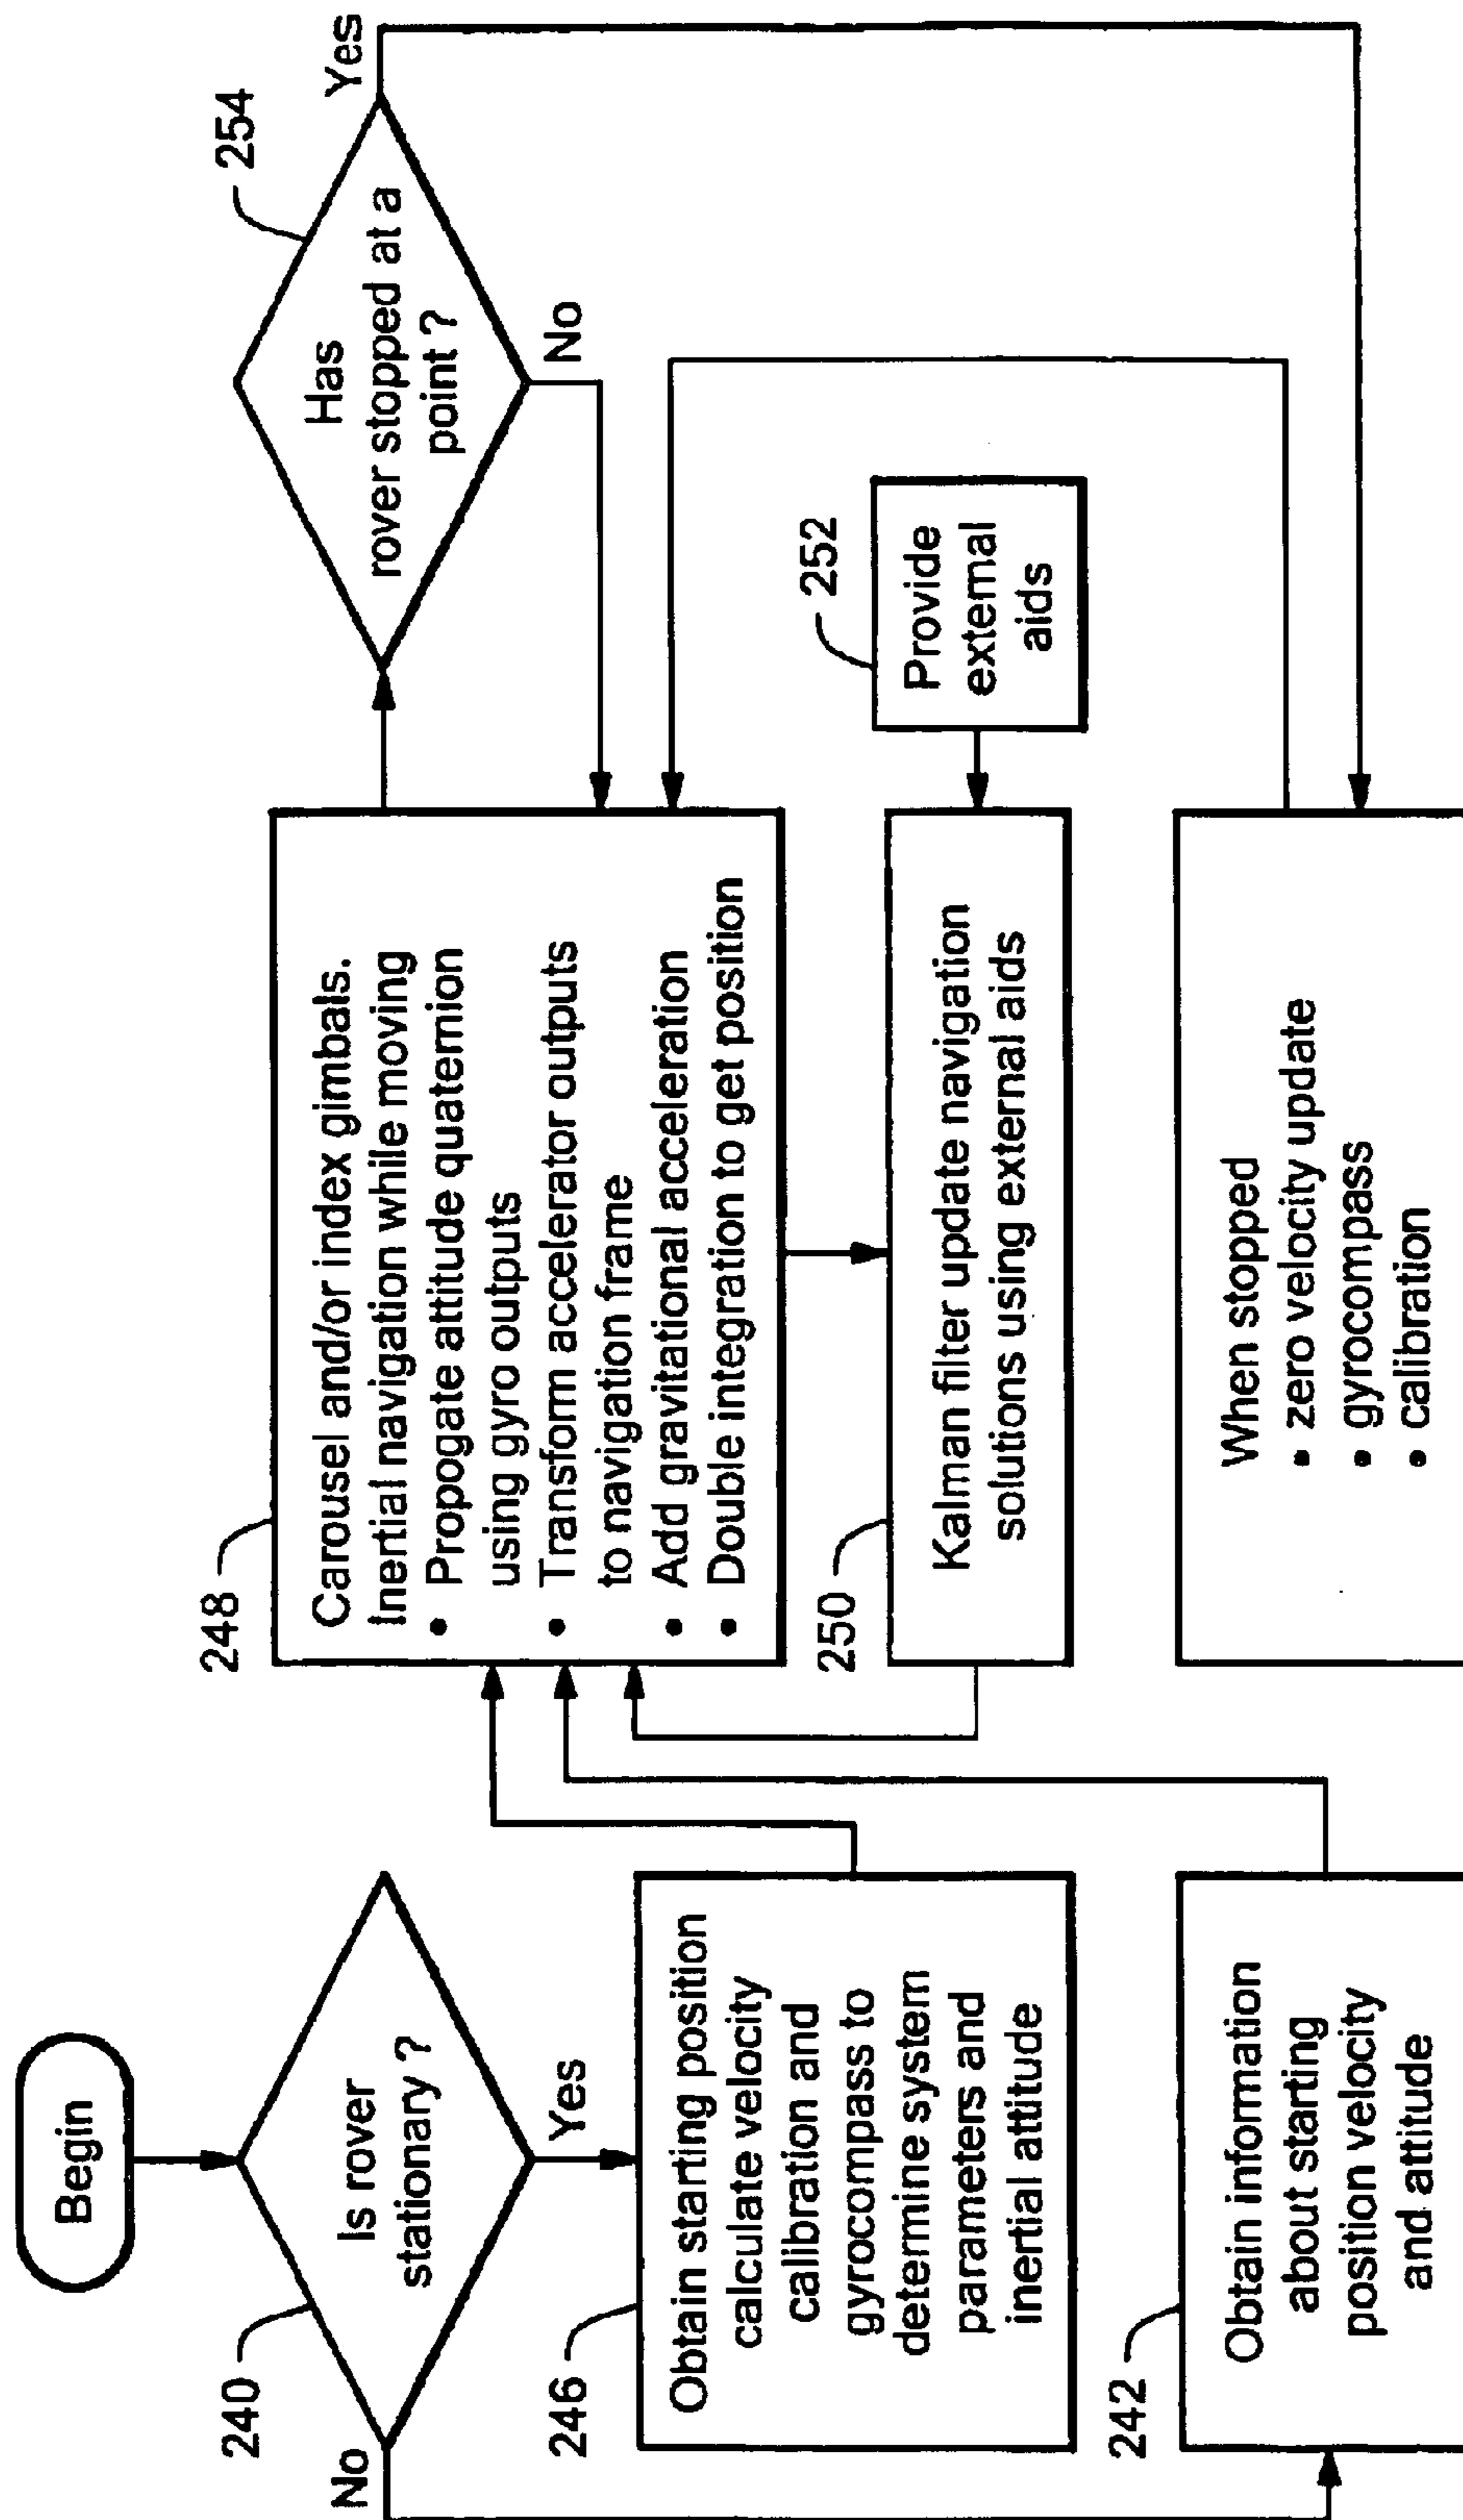 Begin
240
Is rover
stationary ?
No
Yes
246
Obtain starting position
calculate velocity
calibration and
gyrocompass to
determine system
parameters and
inertial attitude
242
Obtain information
about starting
position velocity
and attitude
248
Carousel and/or index gimbals.
Inertial navigation while moving
• Propogate attitude quaternion
using gyro outputs
• Transform accelerator outputs
to navigation frame
• Add gravitational acceleration
• Double integration to get position
250
Kalman filter update navigation
solutions using external aids
When stopped
• zero velocity update
• gyrocompass
• calibration
254
Has
rover stopped at a
point ?
Yes
No
252
Provide
external
aids